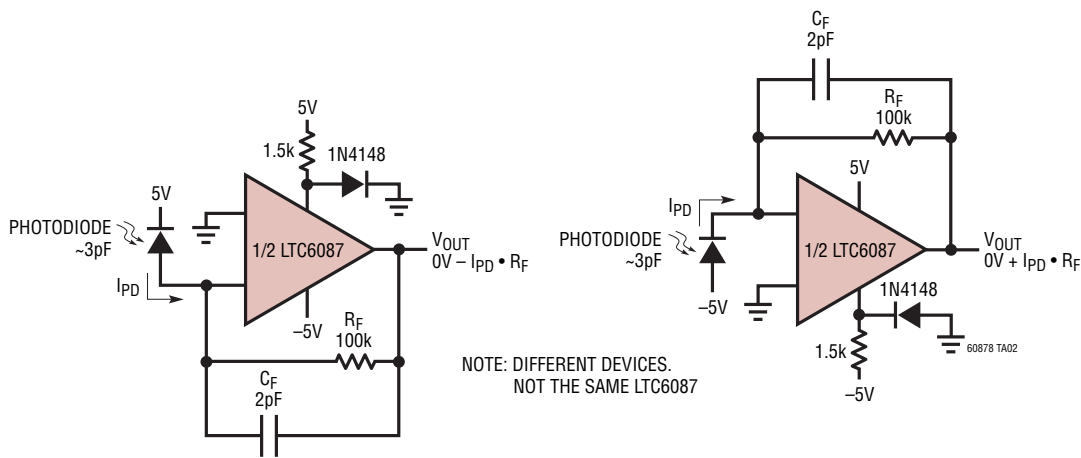 5V
1.5k
1N4148
5V
PHOTODIODE
~3pF
1/2 LTC6087
VOUT
0V – IPD • RF
IPD
–5V
RF
100k
CF
2pF
NOTE: DIFFERENT DEVICES.
NOT THE SAME LTC6087
CF
2pF
RF
100k
5V
IPD
PHOTODIODE
~3pF
1/2 LTC6087
VOUT
0V + IPD • RF
–5V
1N4148
1.5k
60878 TA02
–5V